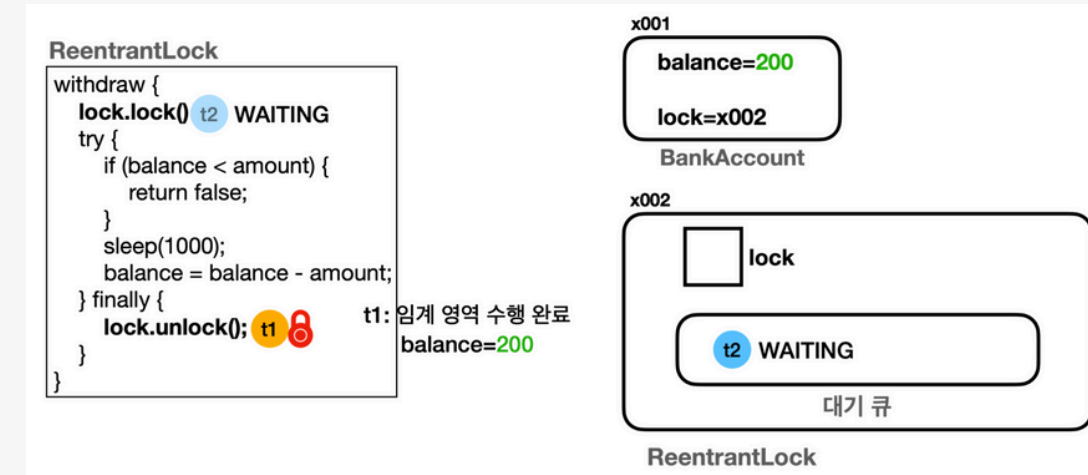 ReentrantLock
withdraw {
lock.lock() t2 WAITING
try {
if (balance < amount) {
return false;
}
sleep(1000);
balance = balance - amount;
} finally {
lock.unlock(); t1
}
}
t1: 임계 영역 수행 완료
balance=200
x001
balance=200
lock=x002
BankAccount
x002
lock
t2 WAITING
대기 큐
ReentrantLock